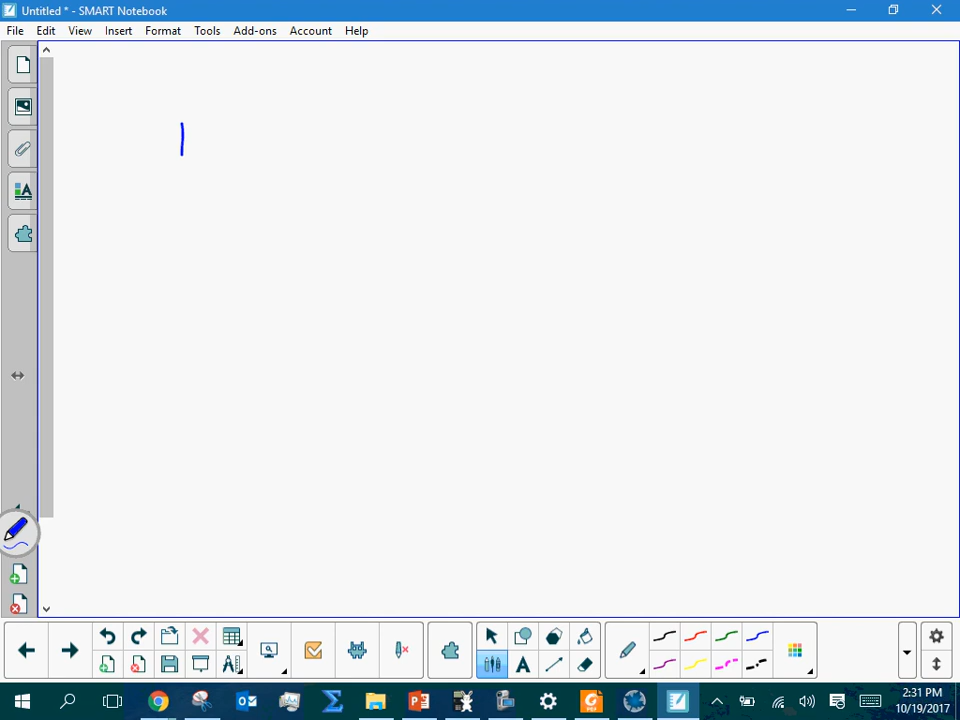 Untitled * - SMART Notebook
File Edit View Insert Format Tools Add-ons Account Help
2:31 PM
10/19/2017